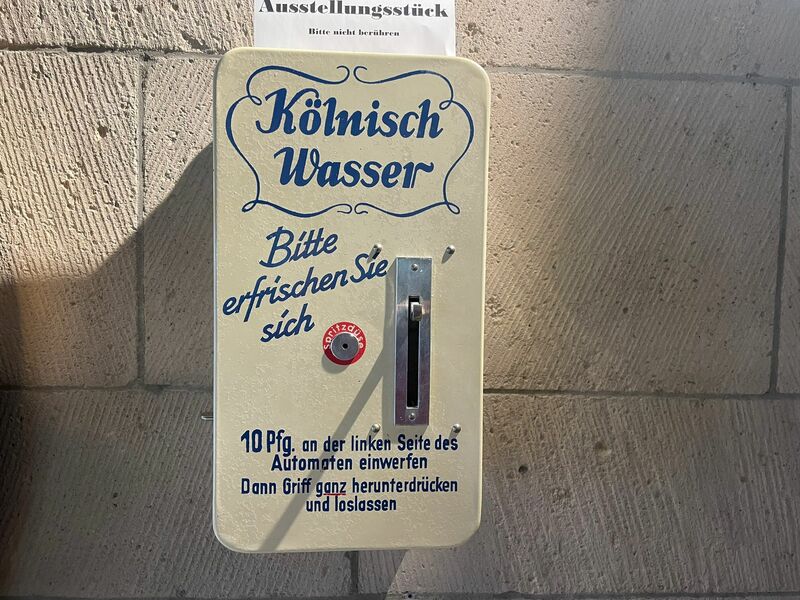 Ausstellungsstück
Bitte nicht berühren
Kölnisch
Wasser
Bitte
erfrischen Sie
sich
Spritzdüse
10 Pfg. an der linken Seite des
Automaten einwerfen
Dann Griff ganz herunterdrücken
und loslassen